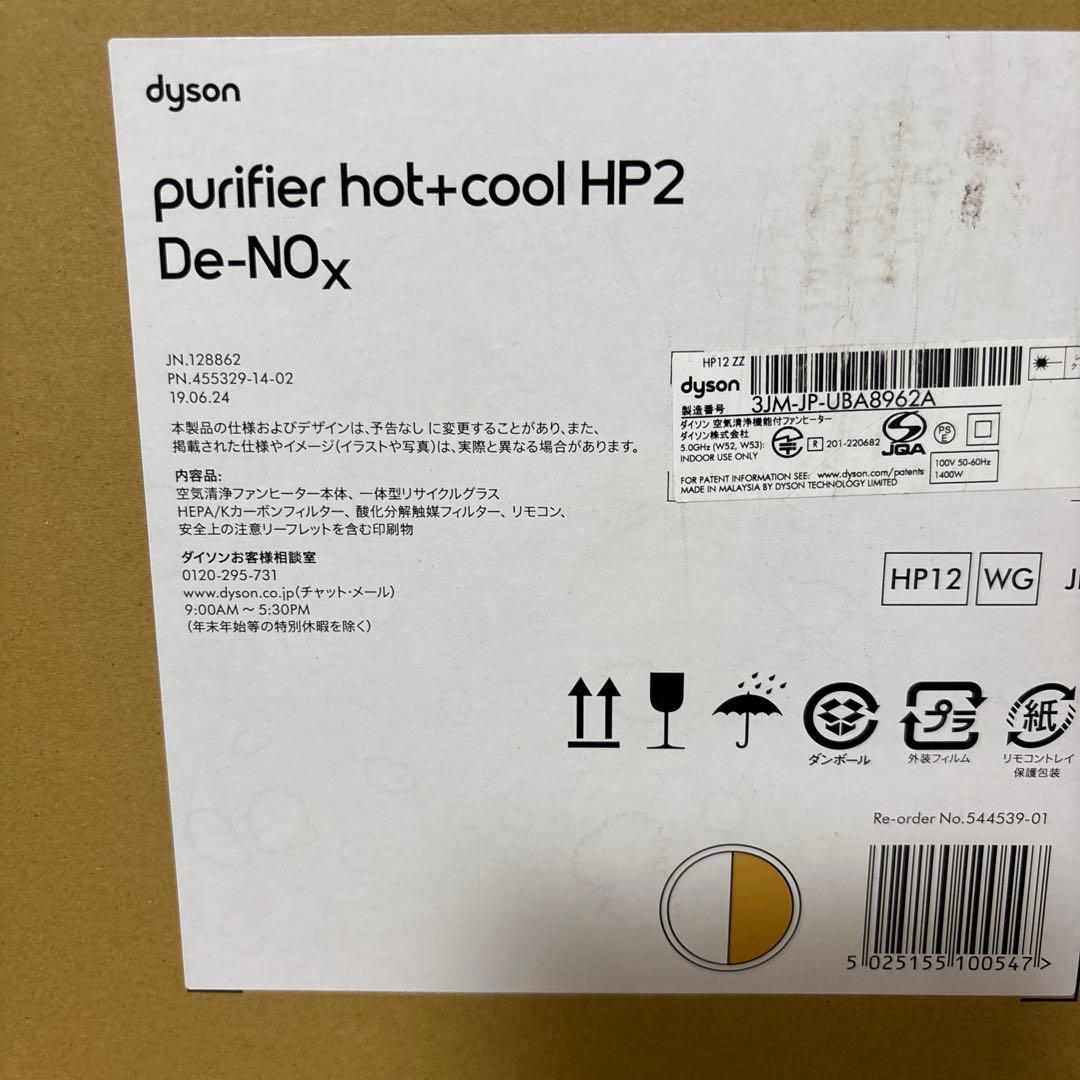 dyson
purifier hot+cool HP2
De-NOx
JN.128862
PN.455329-14-02
19.06.24
本製品の仕様およびデザインは、予告なし に変更することがあり、また、
掲載された仕様やイメージ(イラストや写真)は、実際と異なる場合があります。
内容品:
空気清浄ファンヒーター本体、一体型リサイクルグラス
HEPA/Kカーボンフィルター、酸化分解触媒フィルター、リモコン、
安全上の注意リーフレットを含む印刷物
ダイソンお客様相談室
0120-295-731
www.dyson.co.jp(チャット・メール)
9:00AM ~ 5:30PM
(年末年始等の特別休暇を除く)
HP12 ZZ
dyson
製造番号 3JM-JP-UBA8962A
ダイソン 空気清浄機能付ファンヒーター
ダイソン株式会社
5.0GHz (W52, W53):
INDOOR USE ONLY
R 201-220682
JQA
PS
E
100V 50-60Hz
1400W
FOR PATENT INFORMATION SEE: www.dyson.com/patents
MADE IN MALAYSIA BY DYSON TECHNOLOGY LIMITED
HP12 WG
ダンボール
プラ
外装フィルム
紙
リモコントレイ
保護包装
Re-order No.544539-01
5 025155 100547 >